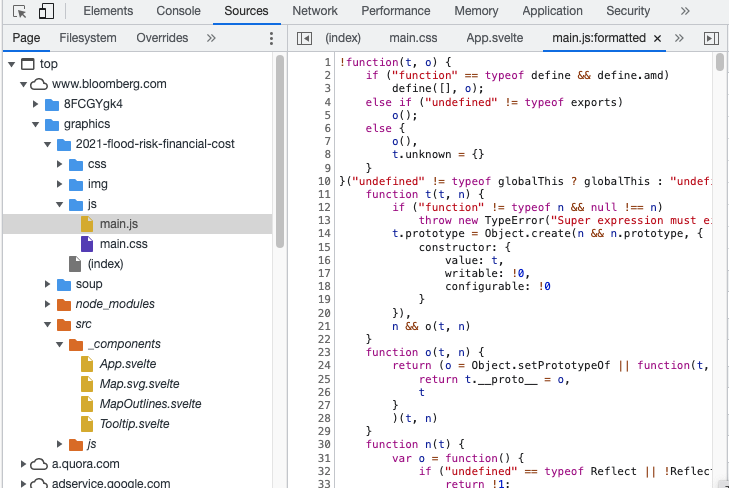 Elements Console Sources Network Performance Memory Application Security »
Page Filesystem Overrides »
(index) main.css App.svelte main.js:formatted × »
top
www.bloomberg.com
8FCGYgk4
graphics
2021-flood-risk-financial-cost
css
img
js
main.js
main.css
(index)
soup
node_modules
src
_components
App.svelte
Map.svg.svelte
MapOutlines.svelte
Tooltip.svelte
js
a.quora.com
adservice.google.com
1 !function(t, o) {
2 if ("function" == typeof define && define.amd)
3 define([], o);
4 else if ("undefined" != typeof exports)
5 o();
6 else {
7 o(),
8 t.unknown = {}
9 }
10 }("undefined" != typeof globalThis ? globalThis : "undef
11 function t(t, n) {
12 if ("function" != typeof n && null !== n)
13 throw new TypeError("Super expression must e
14 t.prototype = Object.create(n && n.prototype, {
15 constructor: {
16 value: t,
17 writable: !0,
18 configurable: !0
19 }
20 }),
21 n && o(t, n)
22 }
23 function o(t, n) {
24 return (o = Object.setPrototypeOf || function(t,
25 return t.__proto__ = o,
26 t
27 }
28 )(t, n)
29 }
30 function n(t) {
31 var o = function() {
32 if ("undefined" == typeof Reflect || !Reflec
33 return !1;